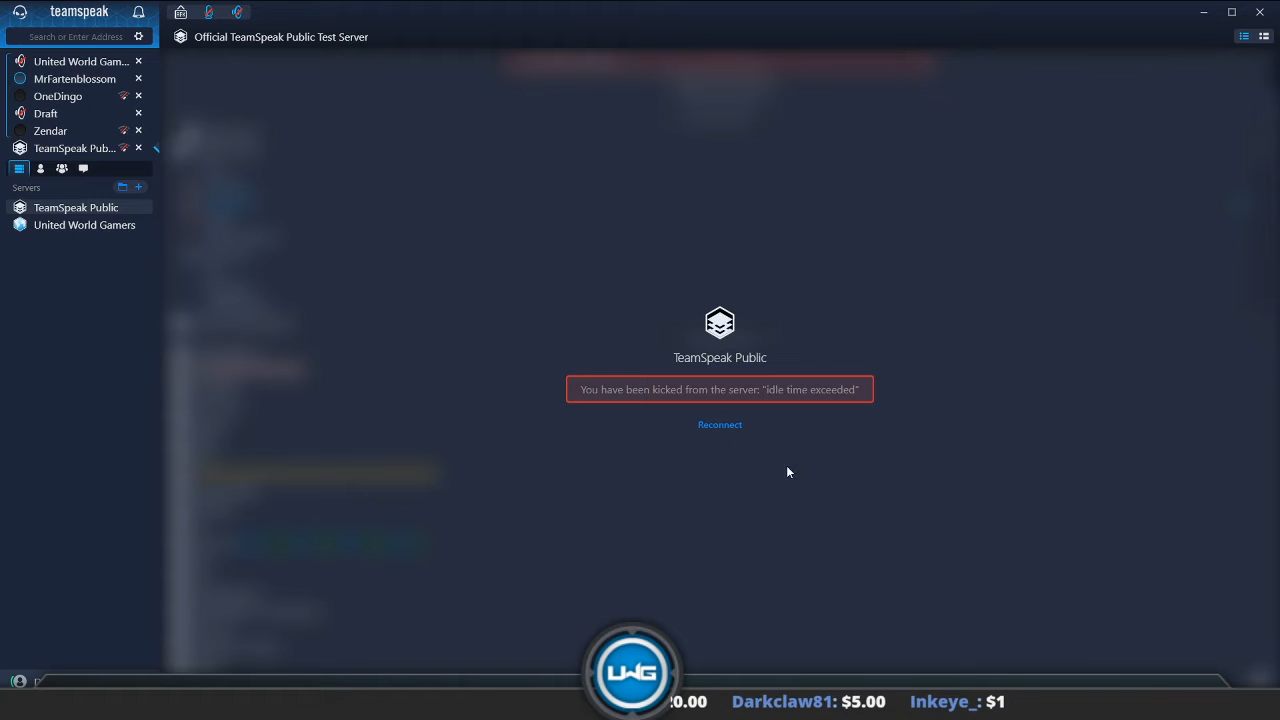 teamspeak
Search or Enter Address
Official TeamSpeak Public Test Server
United World Gam...
MrFartenblossom
OneDingo
Draft
Zendar
TeamSpeak Pub...
Servers
TeamSpeak Public
United World Gamers
TeamSpeak Public
You have been kicked from the server: "idle time exceeded"
Reconnect
UWG
20.00 Darkclaw81: $5.00 Inkeye_: $1